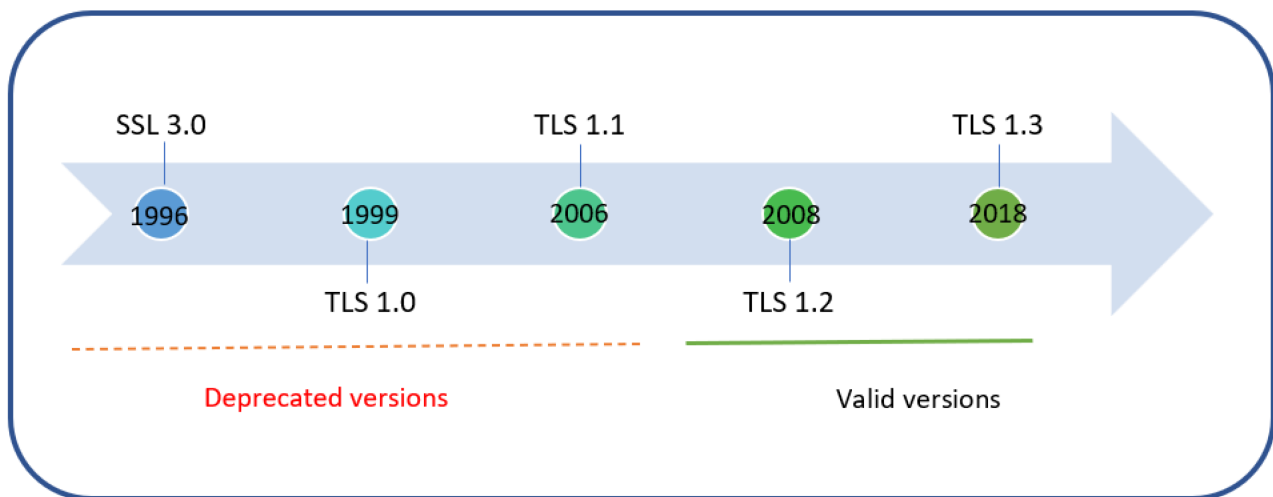 SSL 3.0
TLS 1.1
TLS 1.3
1996
1999
2006
2008
2018
TLS 1.0
TLS 1.2
Deprecated versions
Valid versions